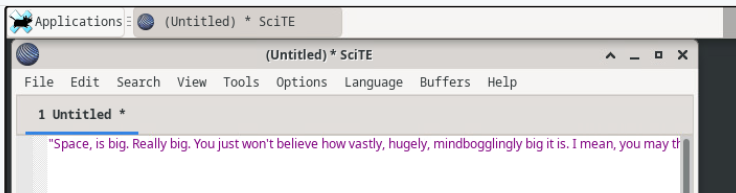 Applications (Untitled) * SciTE
(Untitled) * SciTE
File Edit Search View Tools Options Language Buffers Help
1 Untitled *
"Space, is big. Really big. You just won't believe how vastly, hugely, mindbogglingly big it is. I mean, you may